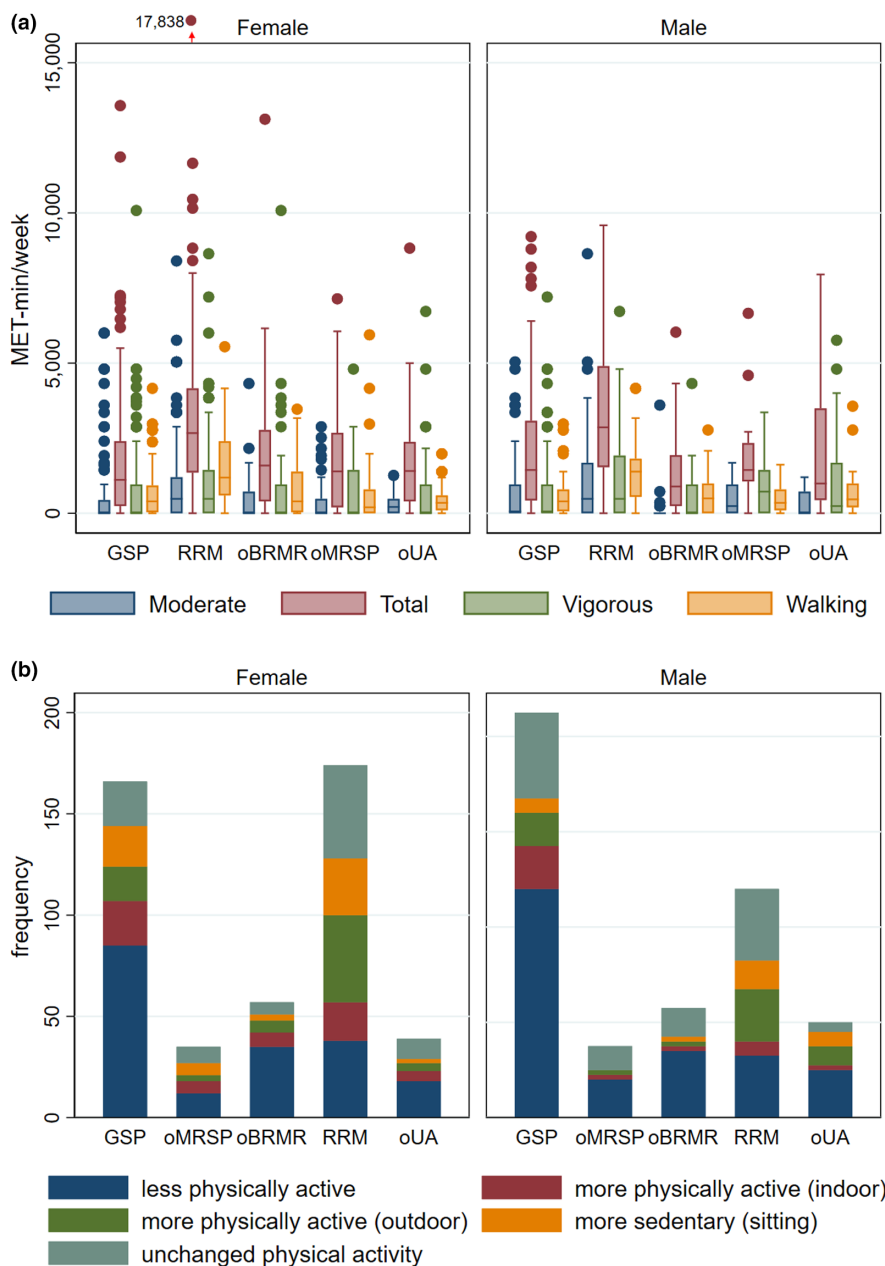 (a)
17,838
Female
Male
MET-min/week
15,000
10,000
5,000
0
GSP RRM oBRMR oMRSP oUA
GSP RRM oBRMR oMRSP oUA
Moderate Total Vigorous Walking
(b)
Female
Male
frequency
200
150
100
50
0
GSP oMRSP oBRMR RRM oUA
GSP oMRSP oBRMR RRM oUA
less physically active more physically active (indoor)
more physically active (outdoor) more sedentary (sitting)
unchanged physical activity